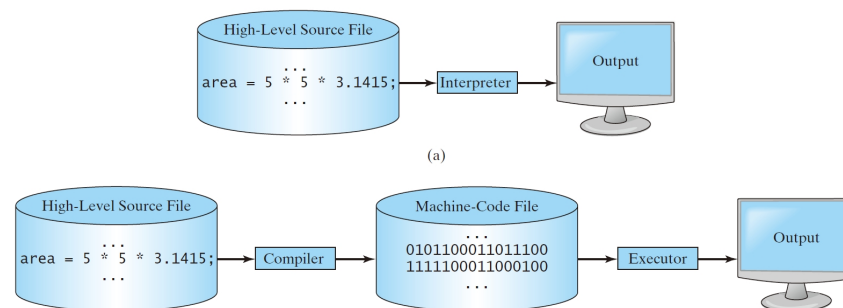 High-Level Source File
...
area = 5 * 5 * 3.1415;
...
Interpreter
Output
(a)
High-Level Source File
...
area = 5 * 5 * 3.1415;
...
Compiler
Machine-Code File
...
0101100011011100
1111100011000100
...
Executor
Output